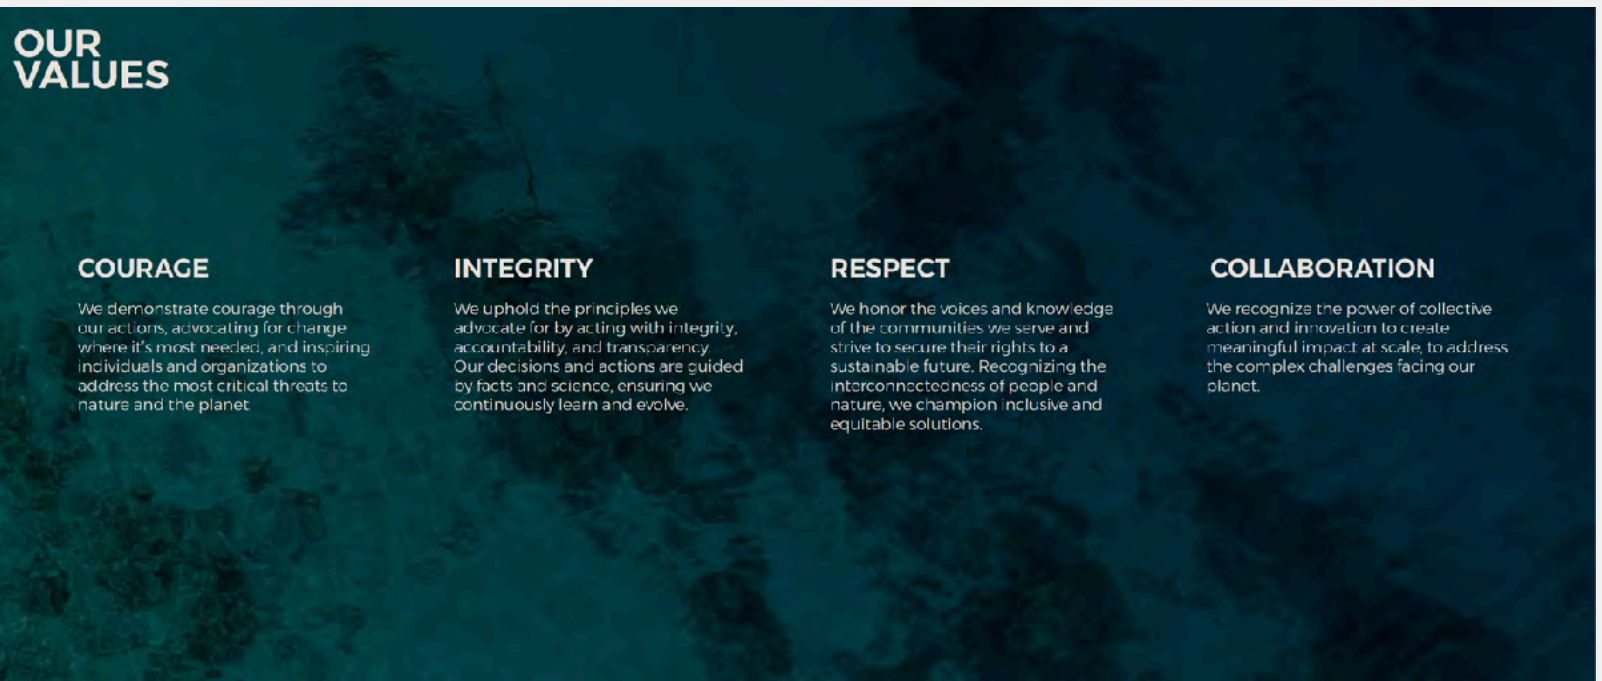 OUR
VALUES
COURAGE
We demonstrate courage through
our actions, advocating for change
where it's most needed, and inspiring
individuals and organizations to
address the most critical threats to
nature and the planet.
INTEGRITY
We uphold the principles we
advocate for by acting with integrity,
accountability, and transparency.
Our decisions and actions are guided
by facts and science, ensuring we
continuously learn and evolve.
RESPECT
We honor the voices and knowledge
of the communities we serve and
strive to secure their rights to a
sustainable future. Recognizing the
interconnectedness of people and
nature, we champion inclusive and
equitable solutions.
COLLABORATION
We recognize the power of collective
action and innovation to create
meaningful impact at scale, to address
the complex challenges facing our
planet.